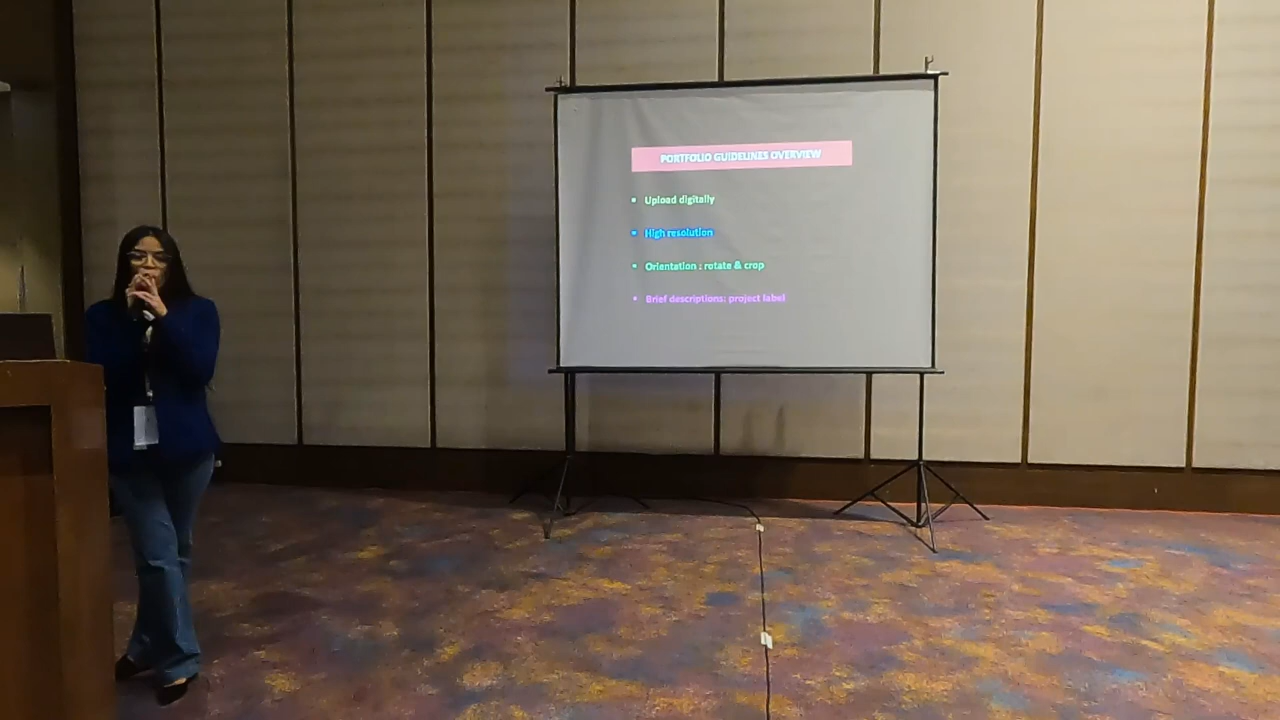 PORTFOLIO GUIDELINES OVERVIEW
▪ Upload digitally
▪ High resolution
▪ Orientation : rotate & crop
▪ Brief descriptions: project label